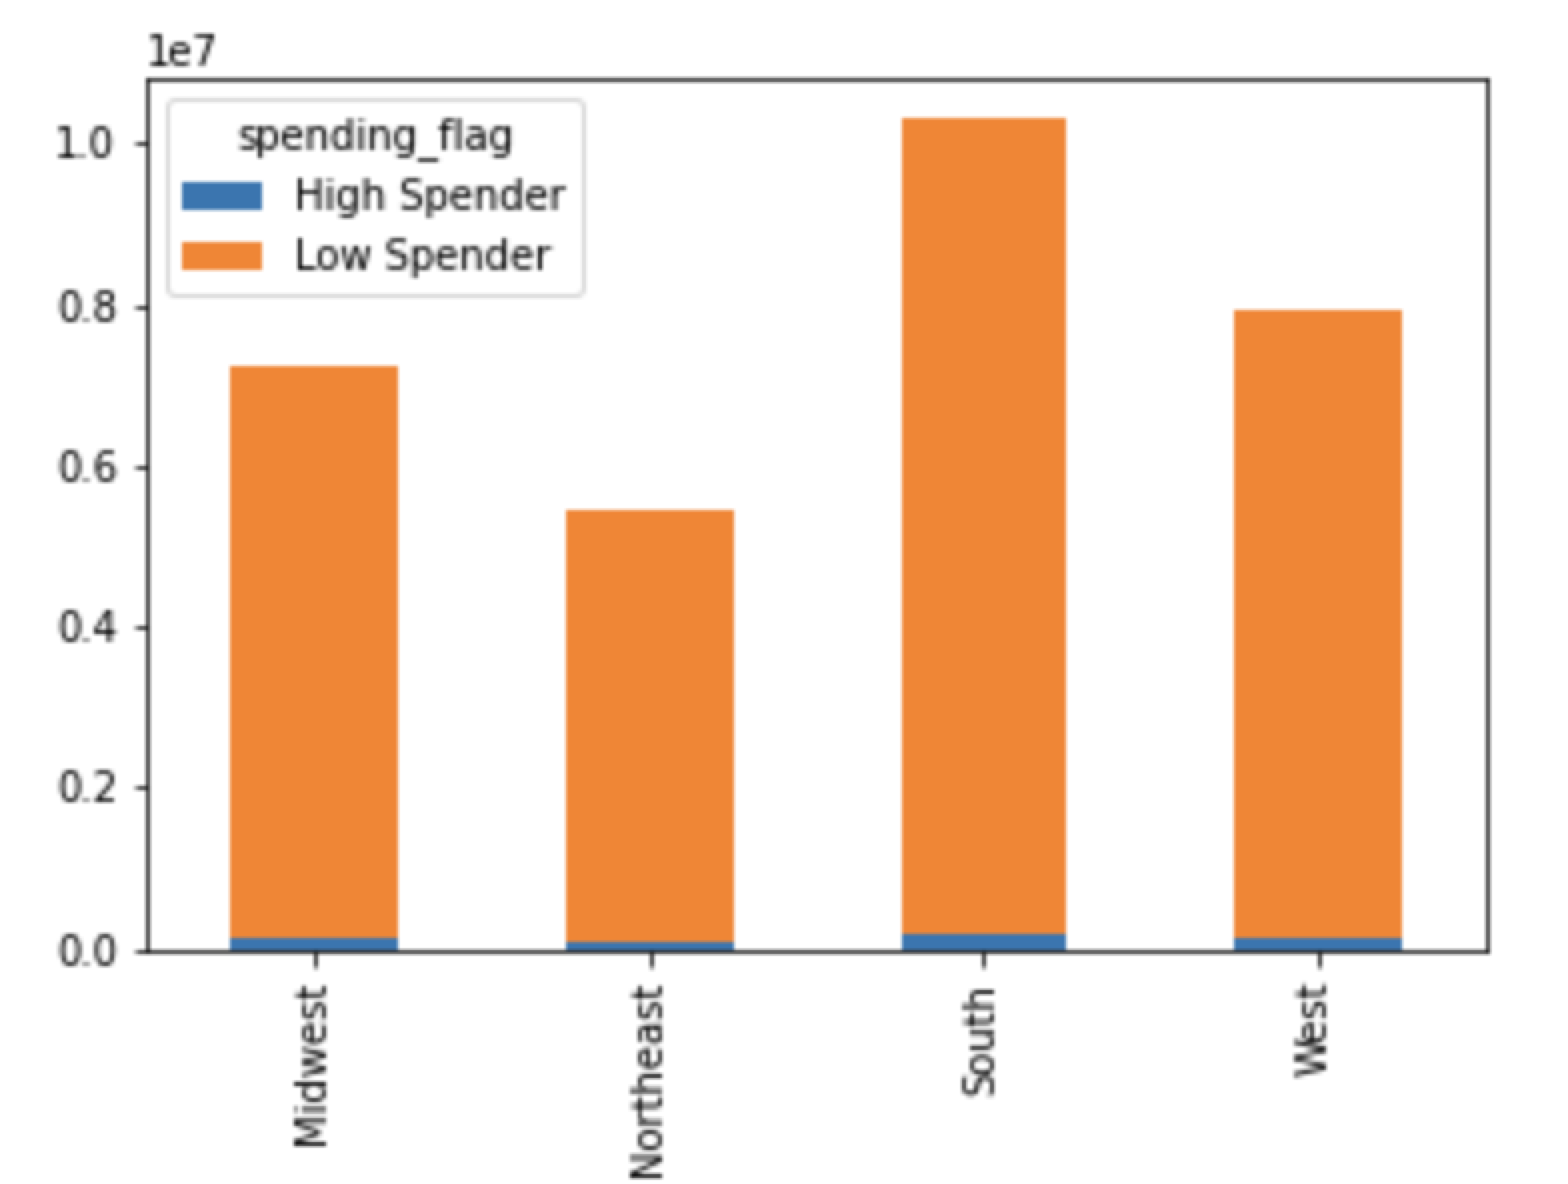 1e7
spending_flag
High Spender
Low Spender
1.0
0.8
0.6
0.4
0.2
0.0
Midwest
Northeast
South
West